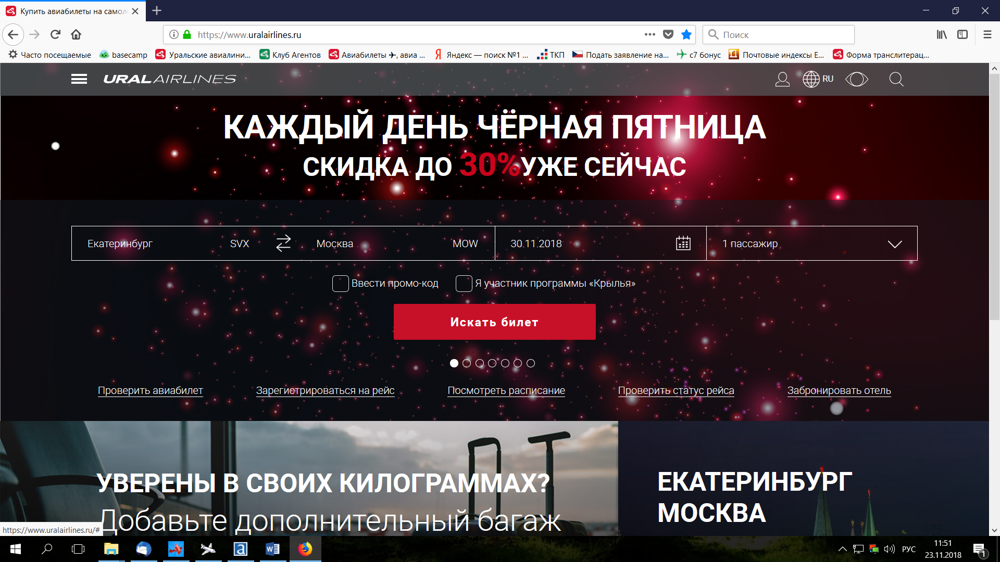 Купить авиабилеты на самол
https://www.uralairlines.ru
Поиск
Часто посещаемые
basecamp
Уральские авиалини...
Клуб Агентов
Авиабилеты ✈, авиа ...
Яндекс — поиск №1 ...
ТКП
Подать заявление на...
с7 бонус
Почтовые индексы Е...
Форма транслитерац...
URAL AIRLINES
RU
КАЖДЫЙ ДЕНЬ ЧЁРНАЯ ПЯТНИЦА
СКИДКА ДО 30% УЖЕ СЕЙЧАС
Екатеринбург SVX
Москва MOW
30.11.2018
1 пассажир
Ввести промо-код
Я участник программы «Крылья»
Искать билет
Проверить авиабилет
Зарегистрироваться на рейс
Посмотреть расписание
Проверить статус рейса
Забронировать отель
УВЕРЕНЫ В СВОИХ КИЛОГРАММАХ?
Добавьте дополнительный багаж
ЕКАТЕРИНБУРГ
МОСКВА
https://www.uralairlines.ru/#
РУС
11:51
23.11.2018
1